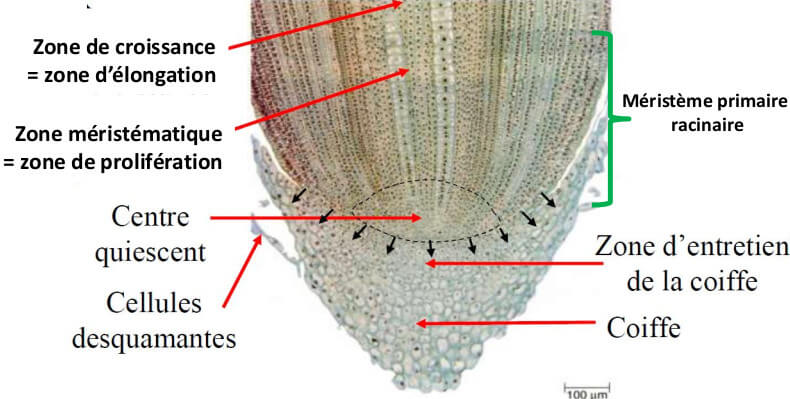 Zone de croissance
= zone d’élongation
Zone méristématique
= zone de prolifération
Méristème primaire
racinaire
Centre
quiescent
Cellules
desquamantes
Zone d’entretien
de la coiffe
Coiffe
100 µm